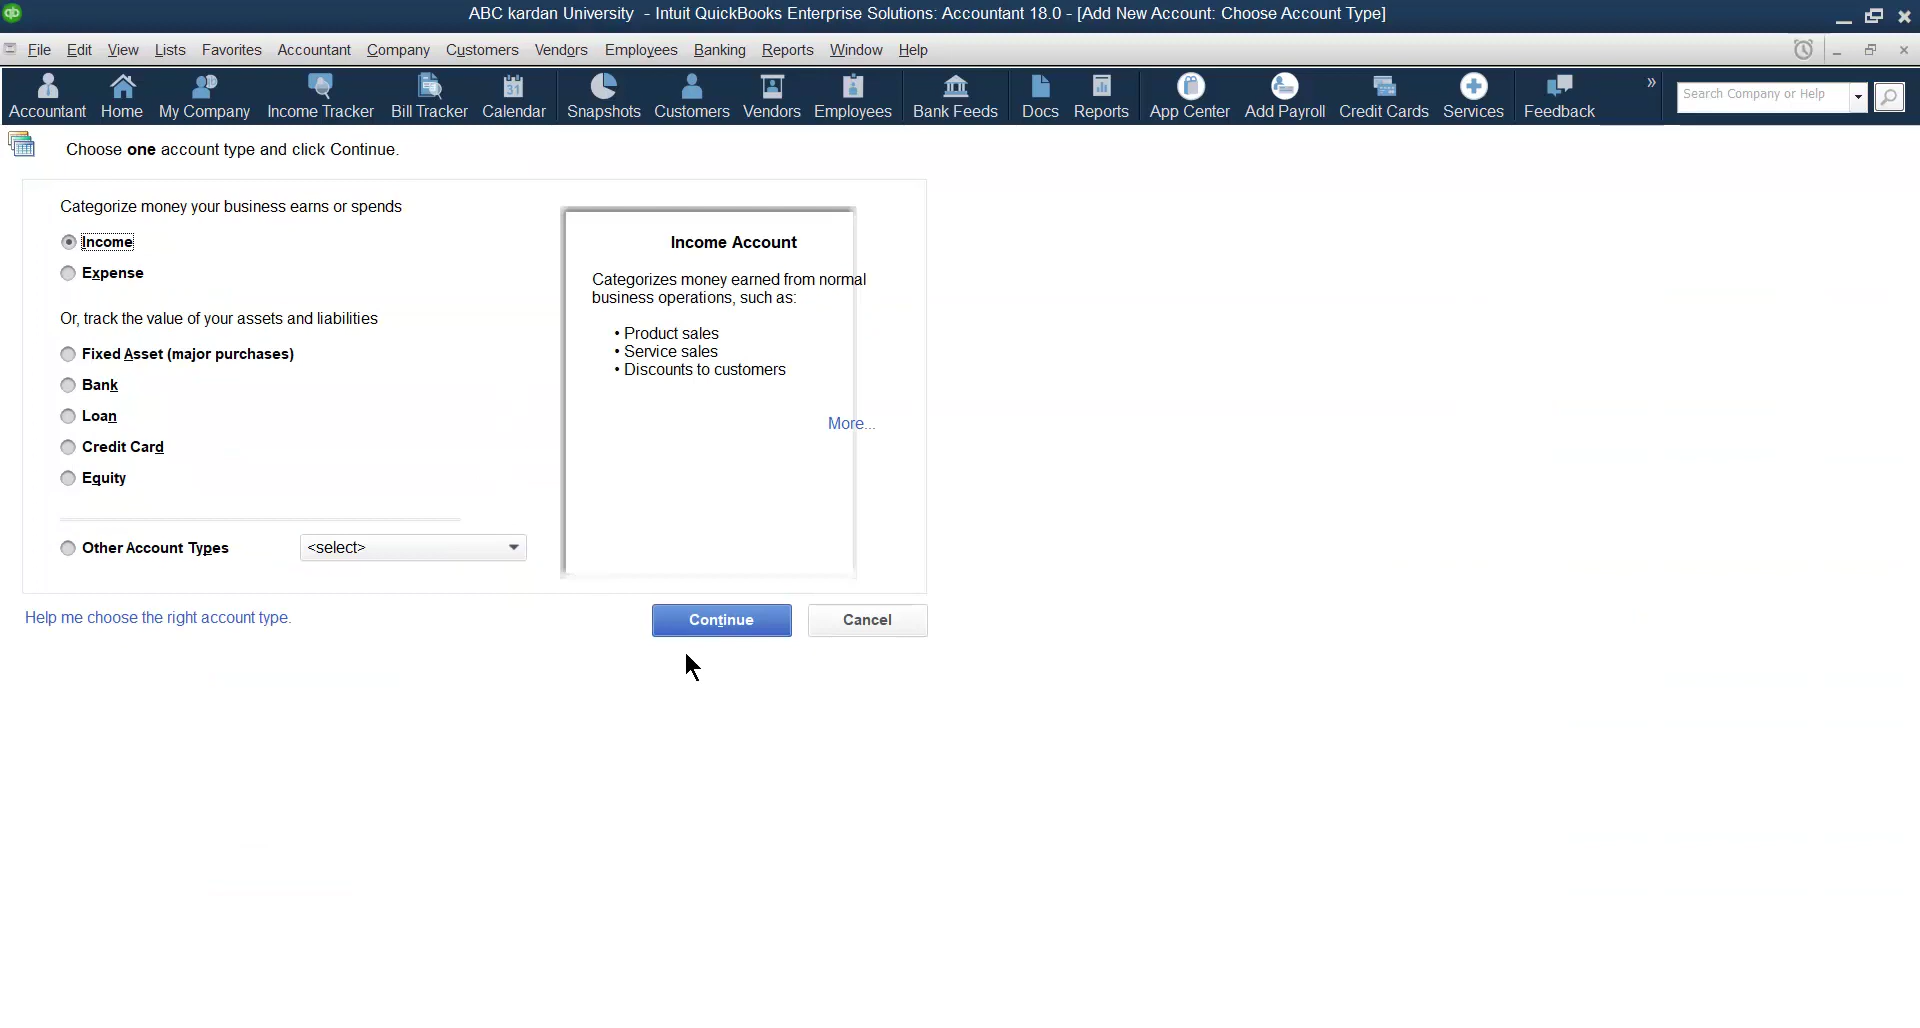 ABC kardan University - Intuit QuickBooks Enterprise Solutions: Accountant 18.0 - [Add New Account: Choose Account Type]
File Edit View Lists Favorites Accountant Company Customers Vendors Employees Banking Reports Window Help
Accountant Home My Company Income Tracker Bill Tracker Calendar Snapshots Customers Vendors Employees Bank Feeds Docs Reports App Center Add Payroll Credit Cards Services Feedback » Search Company or Help
Choose one account type and click Continue.
Categorize money your business earns or spends
Income
Expense
Or, track the value of your assets and liabilities
Fixed Asset (major purchases)
Bank
Loan
Credit Card
Equity
Other Account Types <select>
Income Account
Categorizes money earned from normal
business operations, such as:
• Product sales
• Service sales
• Discounts to customers
More...
Help me choose the right account type.
Continue Cancel